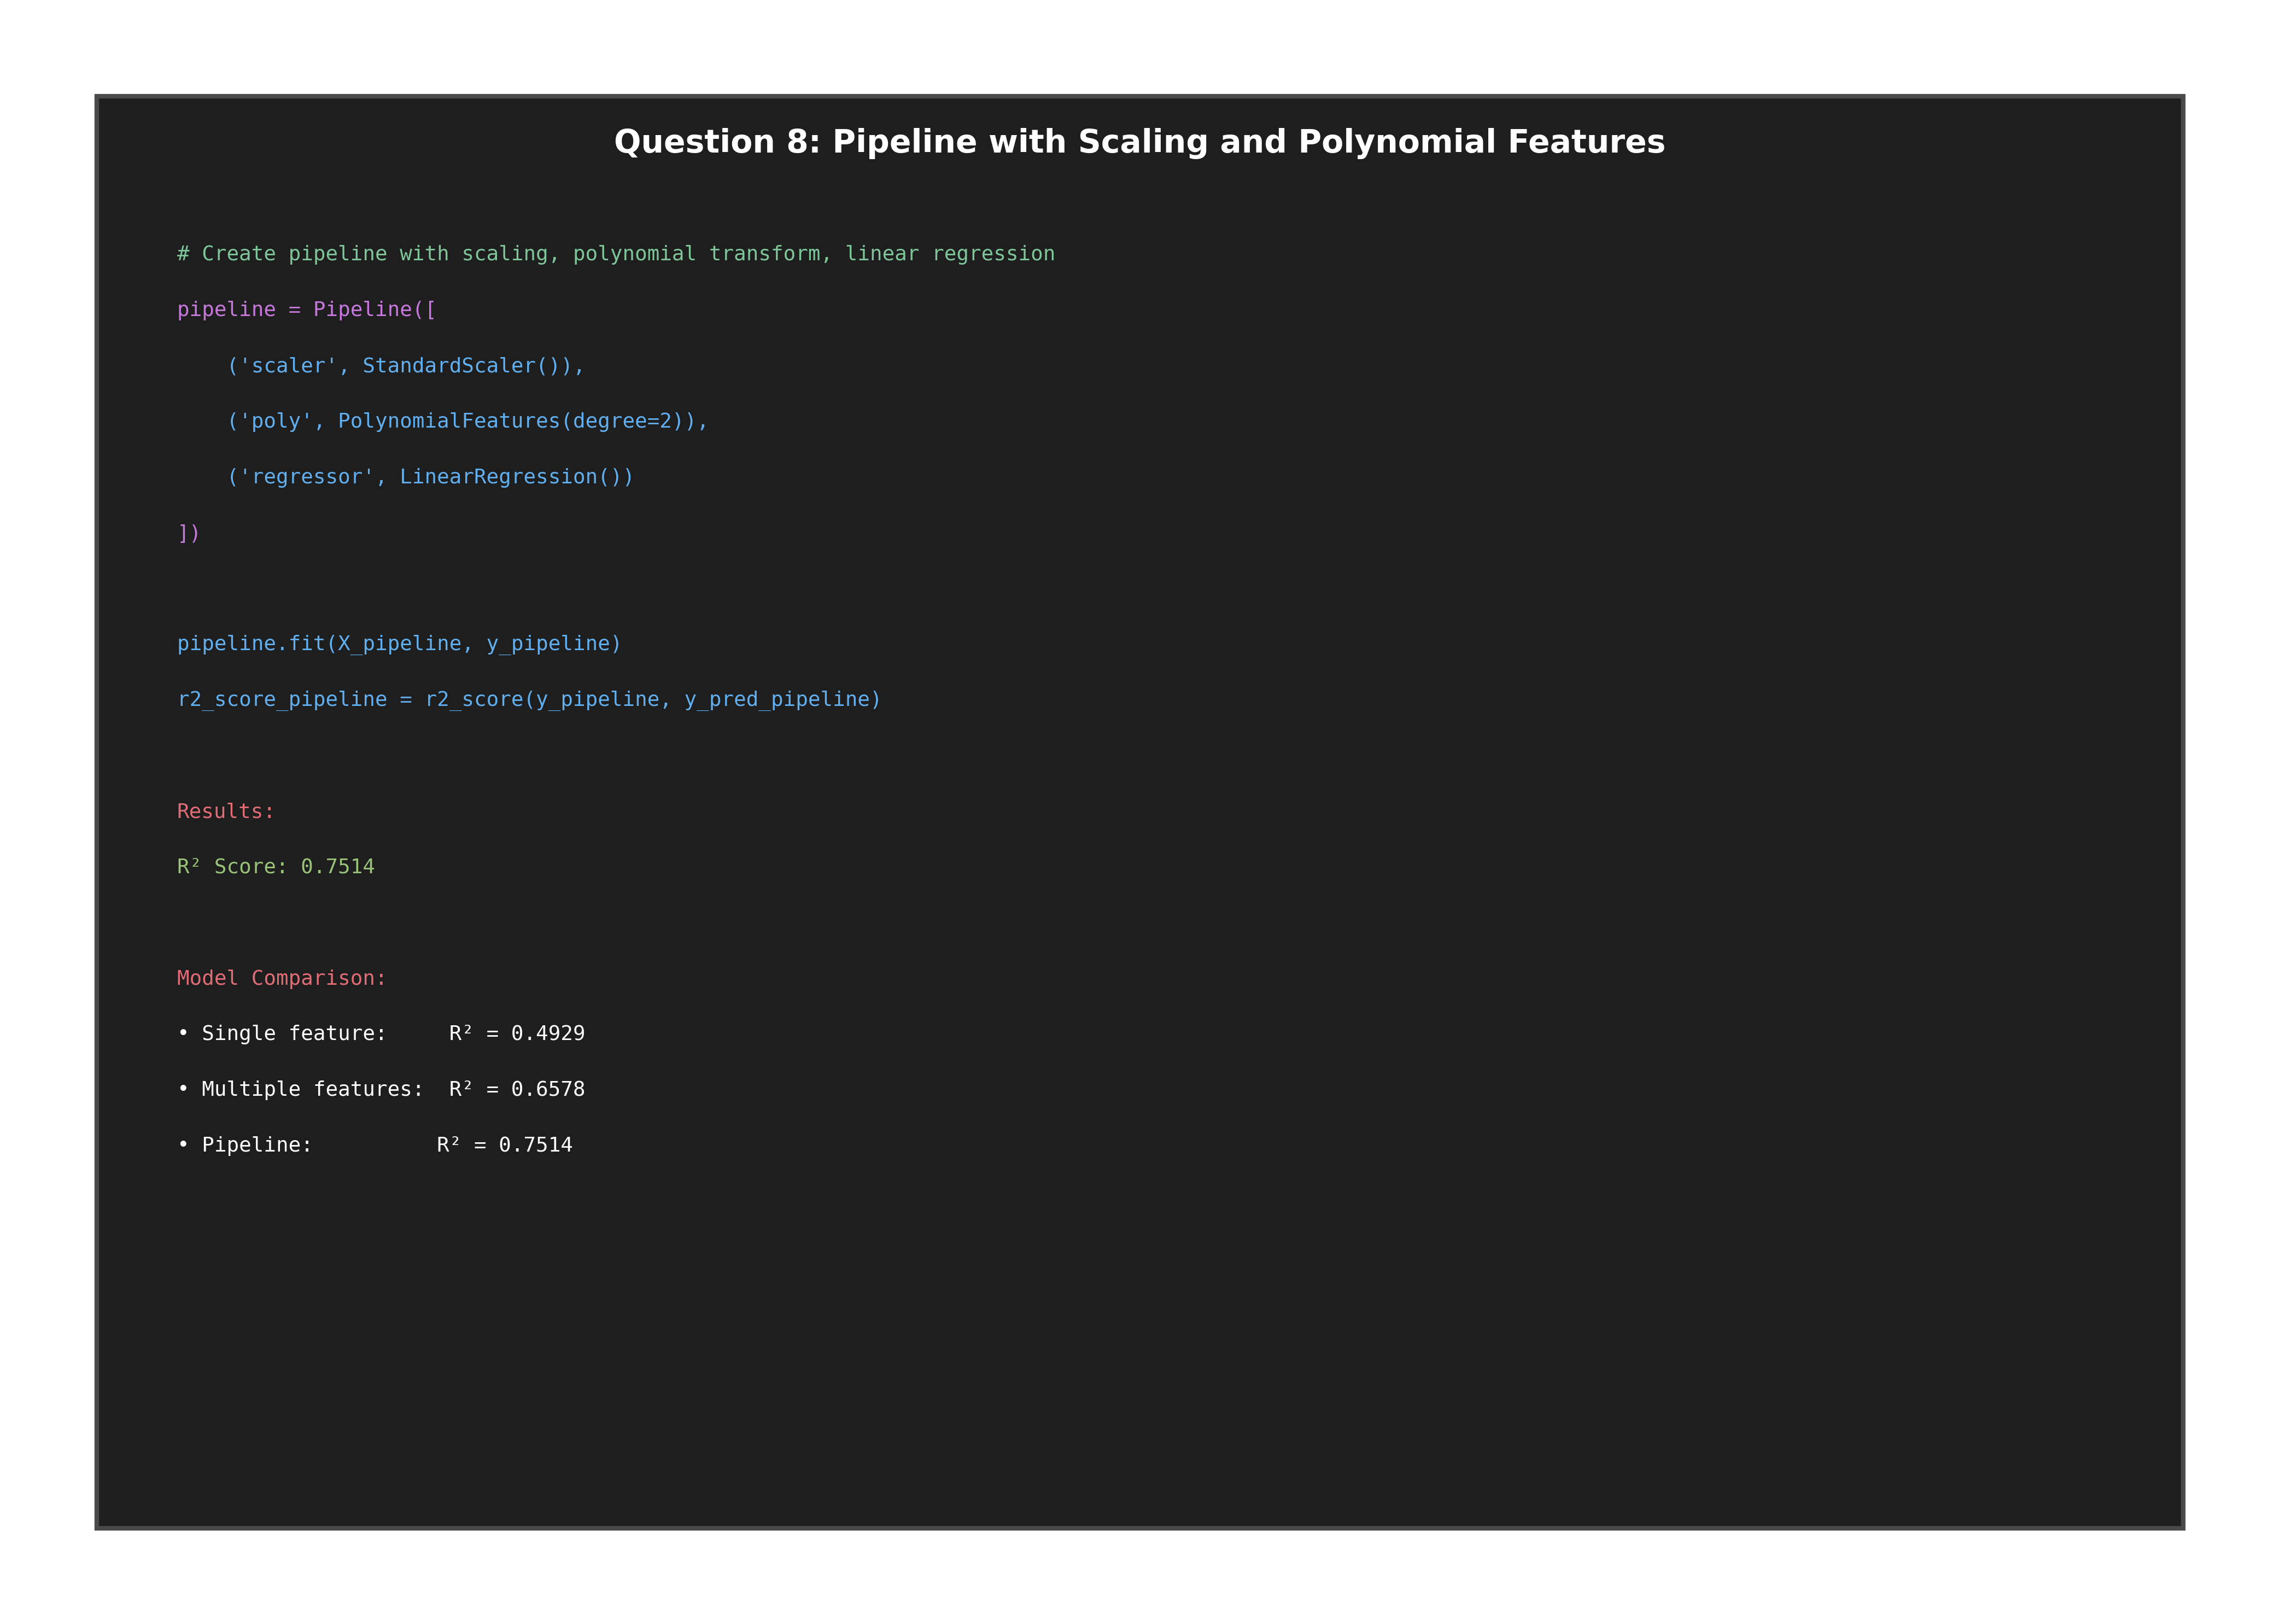 Question 8: Pipeline with Scaling and Polynomial Features
# Create pipeline with scaling, polynomial transform, linear regression
pipeline = Pipeline([
    ('scaler', StandardScaler()),
    ('poly', PolynomialFeatures(degree=2)),
    ('regressor', LinearRegression())
])
pipeline.fit(X_pipeline, y_pipeline)
r2_score_pipeline = r2_score(y_pipeline, y_pred_pipeline)
Results:
R² Score: 0.7514
Model Comparison:
• Single feature:     R² = 0.4929
• Multiple features:  R² = 0.6578
• Pipeline:          R² = 0.7514